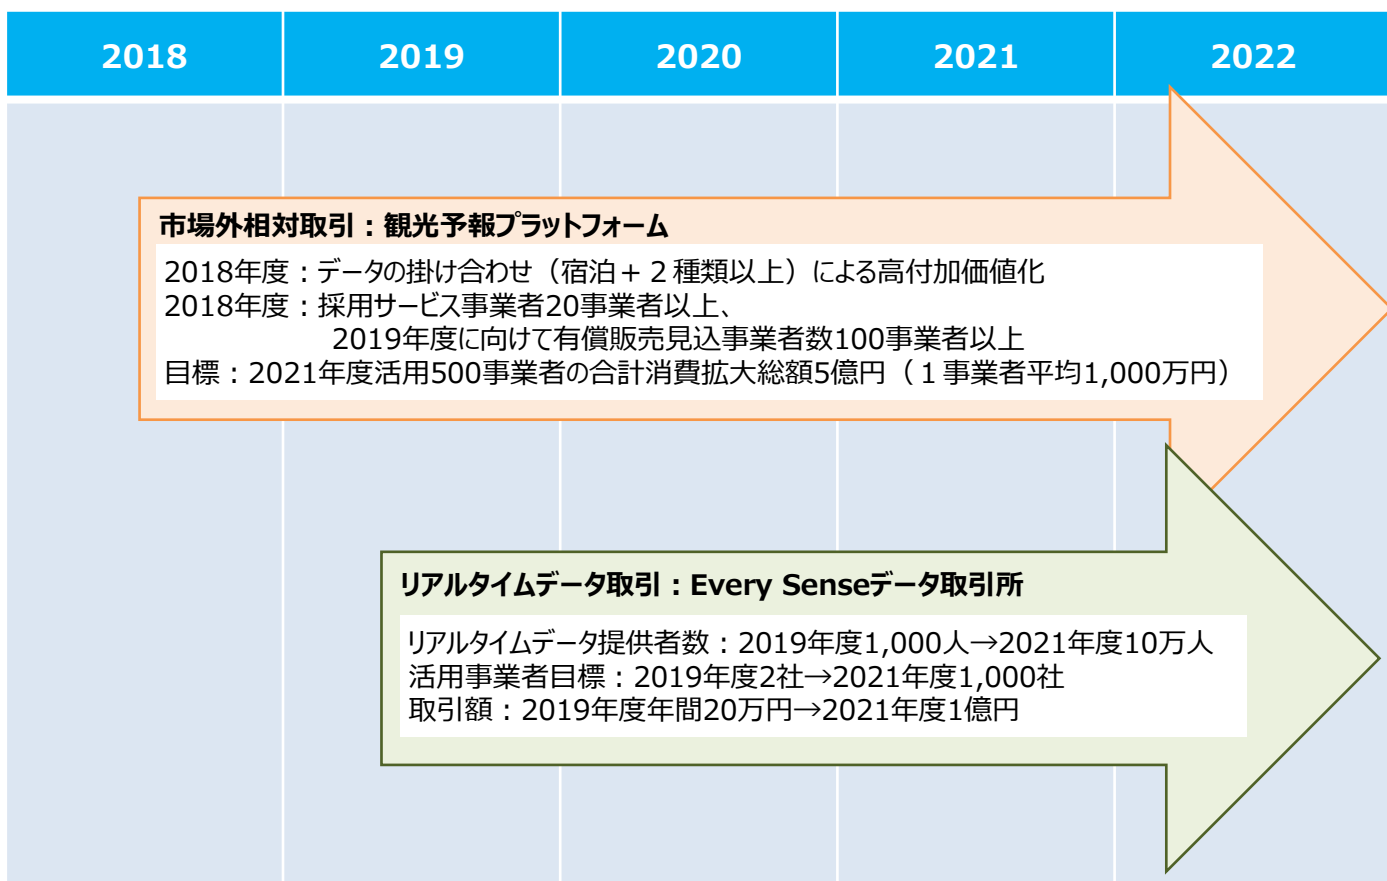 2018 2019 2020 2021 2022
市場外相対取引：観光予報プラットフォーム
2018年度：データの掛け合わせ（宿泊＋２種類以上）による高付加価値化
2018年度：採用サービス事業者20事業者以上、
2019年度に向けて有償販売見込事業者数100事業者以上
目標：2021年度活用500事業者の合計消費拡大総額5億円（１事業者平均1,000万円）
リアルタイムデータ取引：Every Senseデータ取引所
リアルタイムデータ提供者数：2019年度1,000人→2021年度10万人
活用事業者目標：2019年度2社→2021年度1,000社
取引額：2019年度年間20万円→2021年度1億円